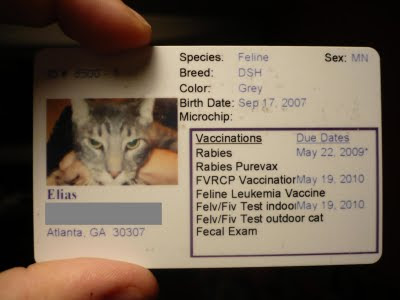 Species. Feline Sex: MN
ID # 8500 - A
Breed: DSH
Color: Grey
Birth Date: Sep 17, 2007
Microchip:
Vaccinations Due Dates
Rabies May 22, 2009*
Rabies Purevax
FVRCP Vaccination May 19, 2010
Feline Leukemia Vaccine
Felv/Fiv Test indoor May 19, 2010
Felv/Fiv Test outdoor cat
Fecal Exam
Elias
Atlanta, GA 30307